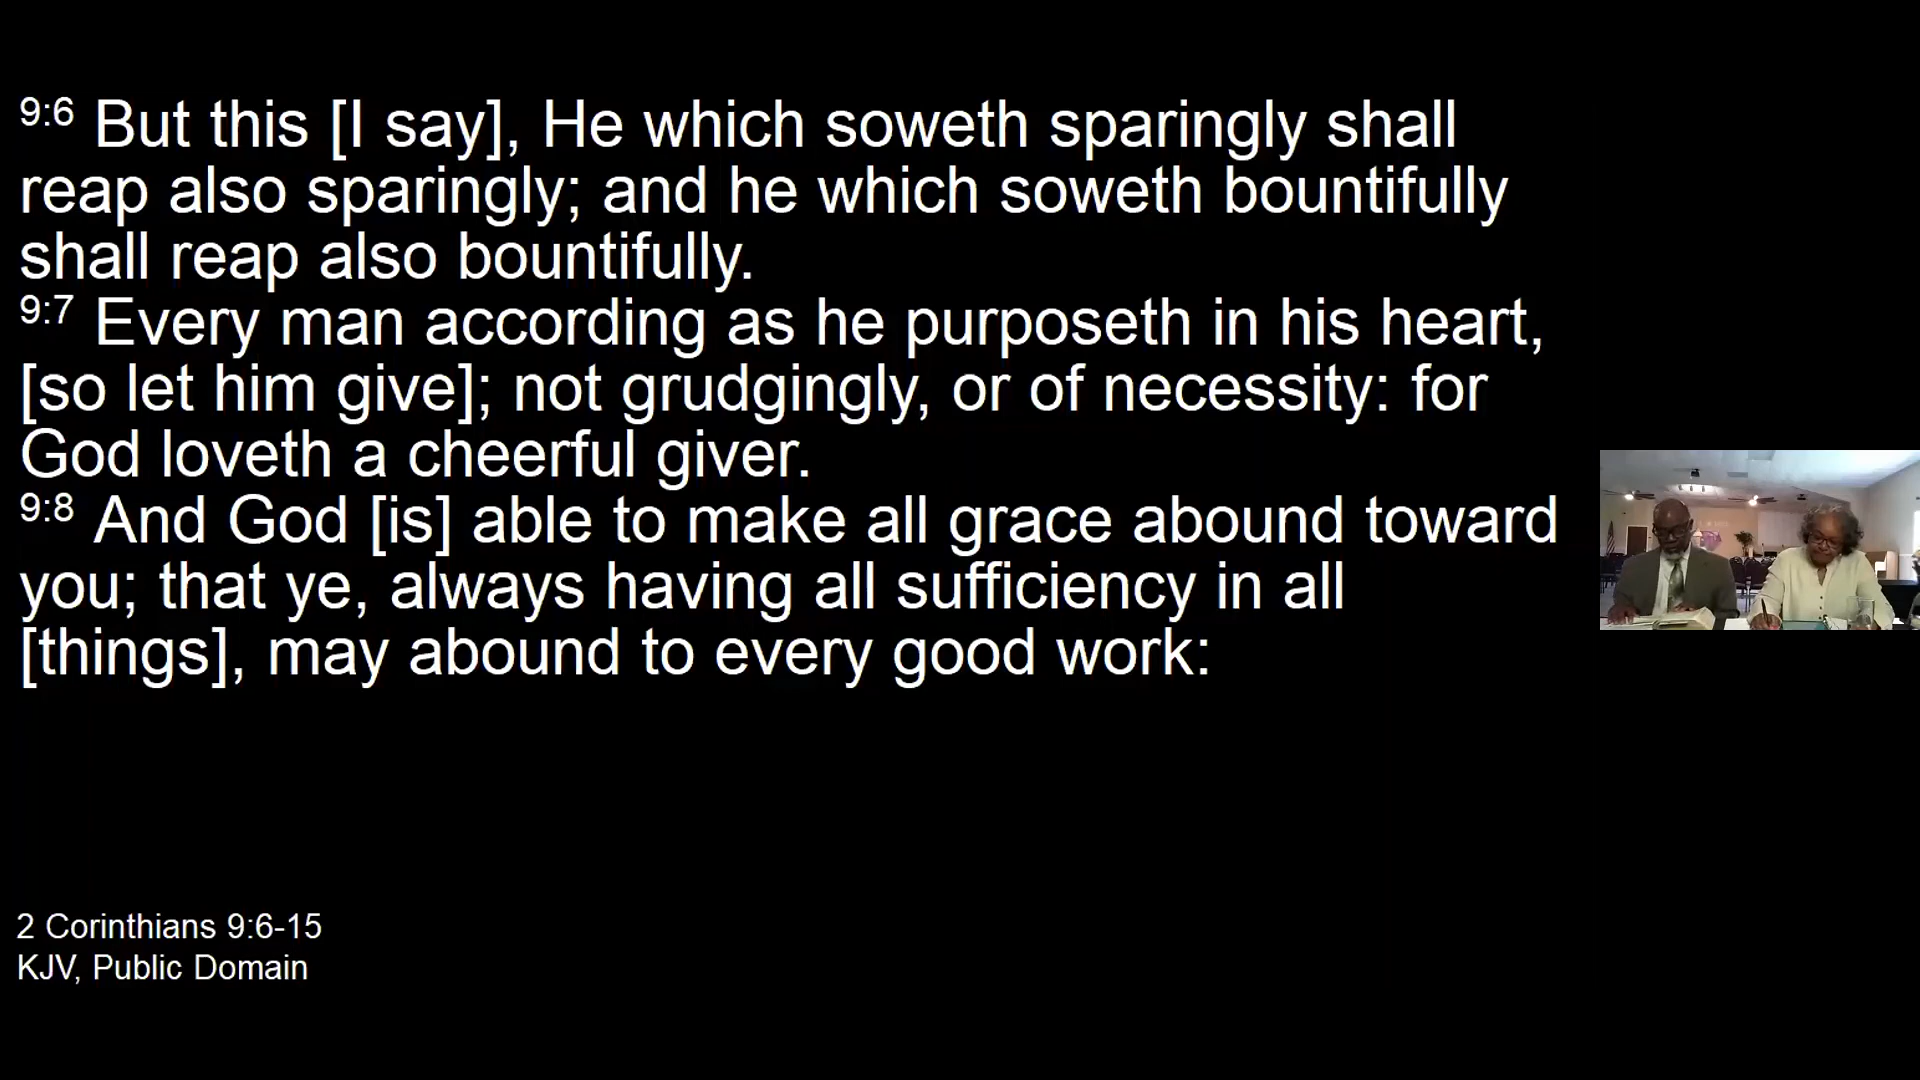 9:6 But this [I say], He which soweth sparingly shall
reap also sparingly; and he which soweth bountifully
shall reap also bountifully.
9:7 Every man according as he purposeth in his heart,
[so let him give]; not grudgingly, or of necessity: for
God loveth a cheerful giver.
9:8 And God [is] able to make all grace abound toward
you; that ye, always having all sufficiency in all
[things], may abound to every good work:
2 Corinthians 9:6-15
KJV, Public Domain